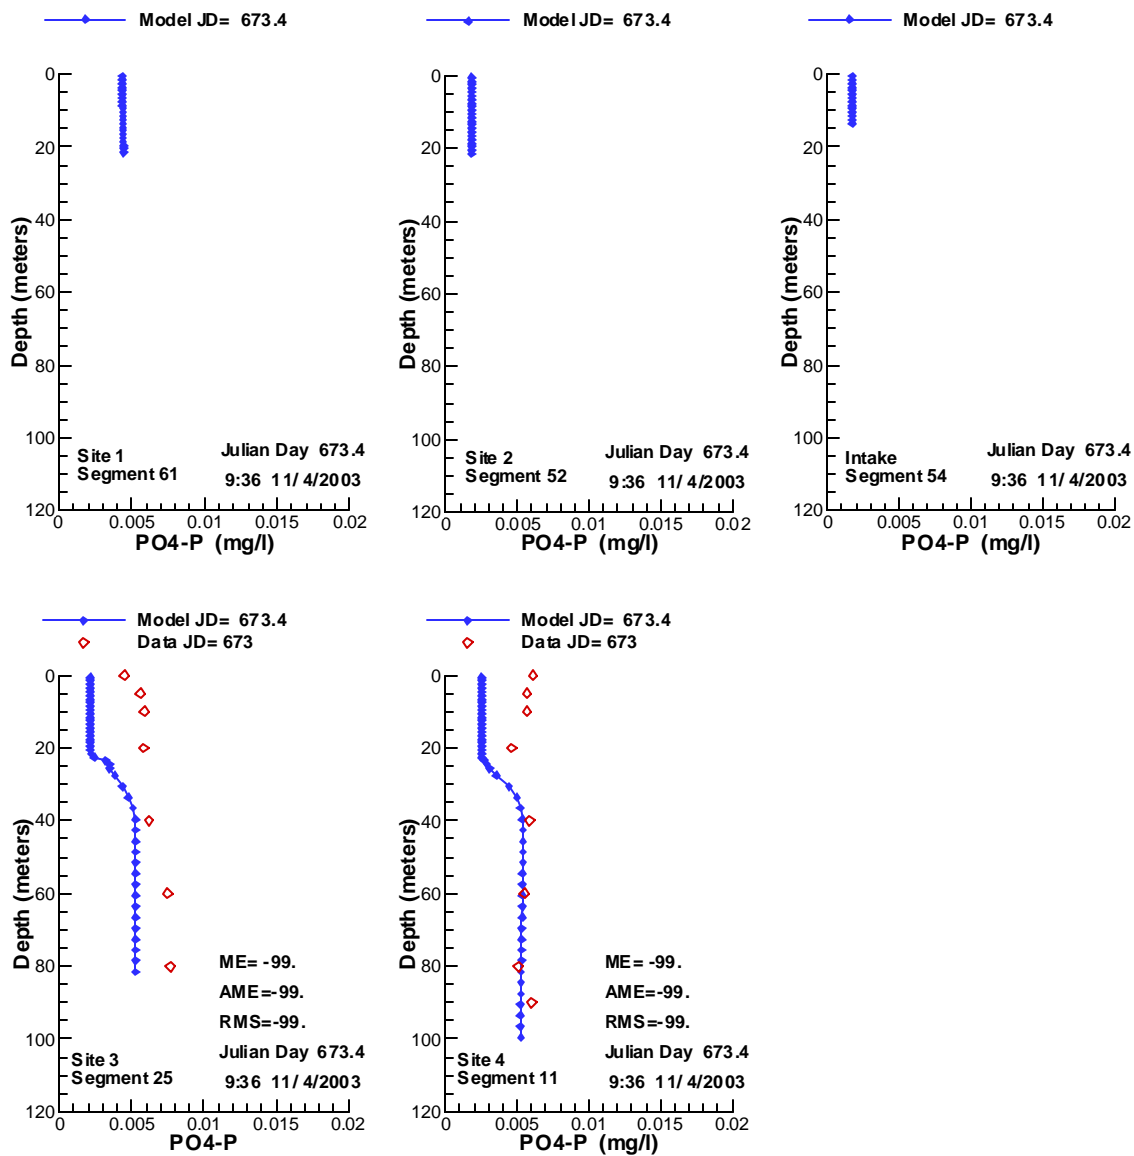 Model JD= 673.4
0
20
40
60
80
100
120
Depth (meters)
Site 1
Segment 61
Julian Day 673.4
9:36 11/ 4/2003
0 0.005 0.01 0.015 0.02
PO4-P (mg/l)
Model JD= 673.4
0
20
40
60
80
100
120
Depth (meters)
Site 2
Segment 52
Julian Day 673.4
9:36 11/ 4/2003
0 0.005 0.01 0.015 0.02
PO4-P (mg/l)
Model JD= 673.4
0
20
40
60
80
100
120
Depth (meters)
Intake
Segment 54
Julian Day 673.4
9:36 11/ 4/2003
0 0.005 0.01 0.015 0.02
PO4-P (mg/l)
Model JD= 673.4
Data JD= 673
0
20
40
60
80
100
120
Depth (meters)
ME= -99.
AME=-99.
RMS=-99.
Site 3
Segment 25
Julian Day 673.4
9:36 11/ 4/2003
0 0.005 0.01 0.015 0.02
PO4-P
Model JD= 673.4
Data JD= 673
0
20
40
60
80
100
120
Depth (meters)
ME= -99.
AME=-99.
RMS=-99.
Site 4
Segment 11
Julian Day 673.4
9:36 11/ 4/2003
0 0.005 0.01 0.015 0.02
PO4-P (mg/l)